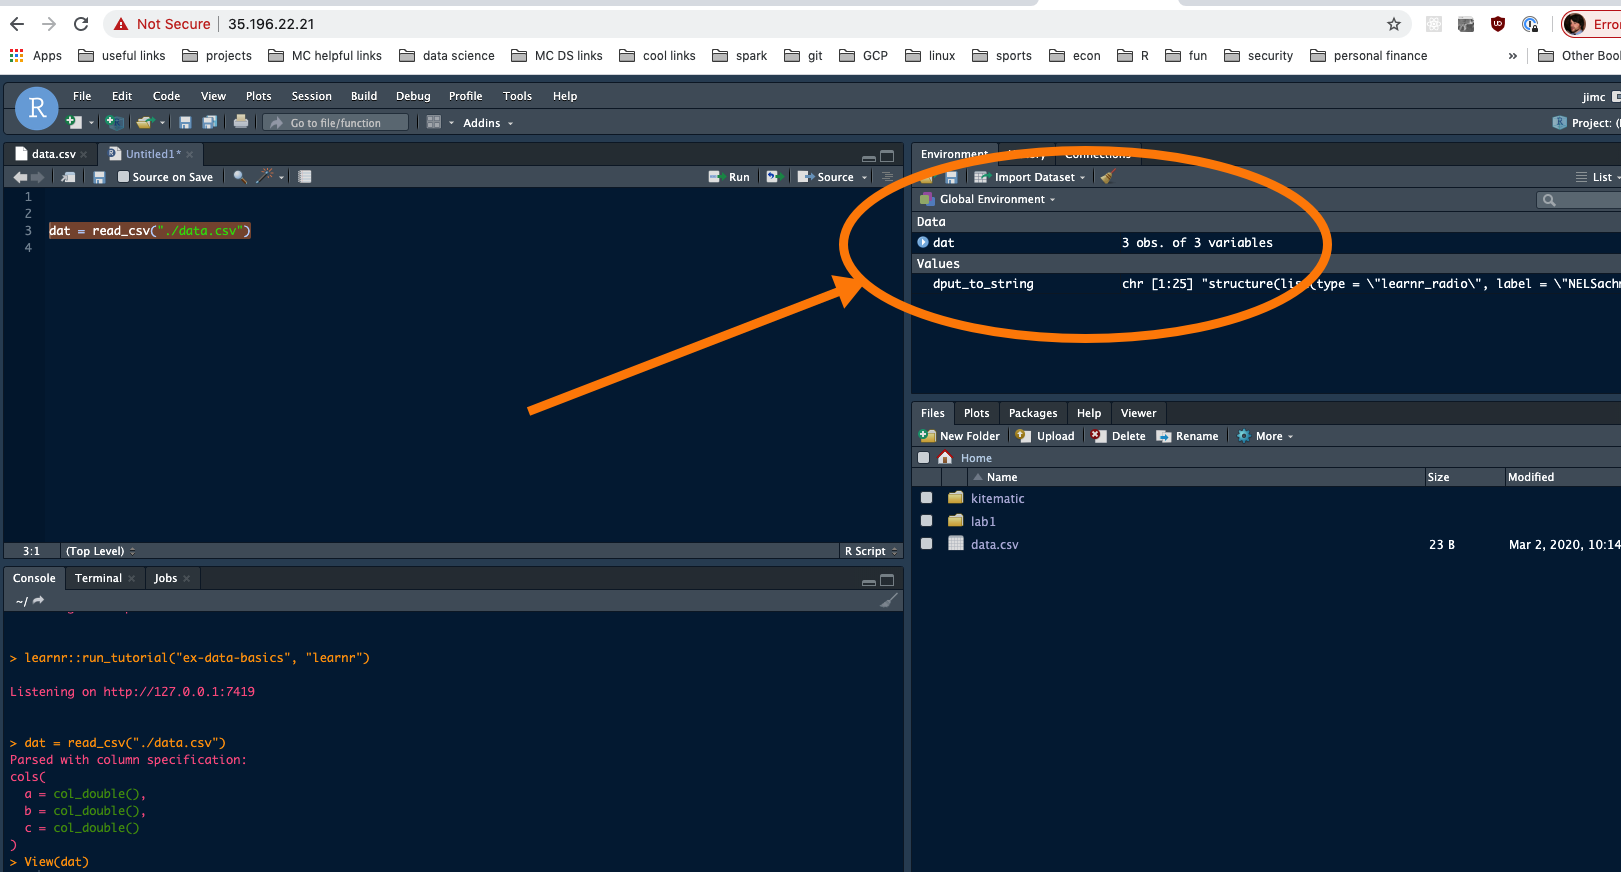 Not Secure 35.196.22.21
Apps useful links projects MC helpful links data science MC DS links cool links spark git GCP linux sports econ R fun security personal finance » Other Boo
R File Edit Code View Plots Session Build Debug Profile Tools Help jimc
Go to file/function Addins Project: (
data.csv Untitled1*
Source on Save Run Source
1
2
3 dat = read_csv("./data.csv")
4
3:1 (Top Level) R Script
Environment Connections
Import Dataset List
Global Environment
Data
dat 3 obs. of 3 variables
Values
dput_to_string chr [1:25] "structure(list(type = \"learnr_radio\", label = \"NELSach
Files Plots Packages Help Viewer
New Folder Upload Delete Rename More
Home
Name Size Modified
kitematic
lab1
data.csv 23 B Mar 2, 2020, 10:14
Console Terminal Jobs
~/
> learnr::run_tutorial("ex-data-basics", "learnr")
Listening on http://127.0.0.1:7419
> dat = read_csv("./data.csv")
Parsed with column specification:
cols(
a = col_double(),
b = col_double(),
c = col_double()
)
> View(dat)